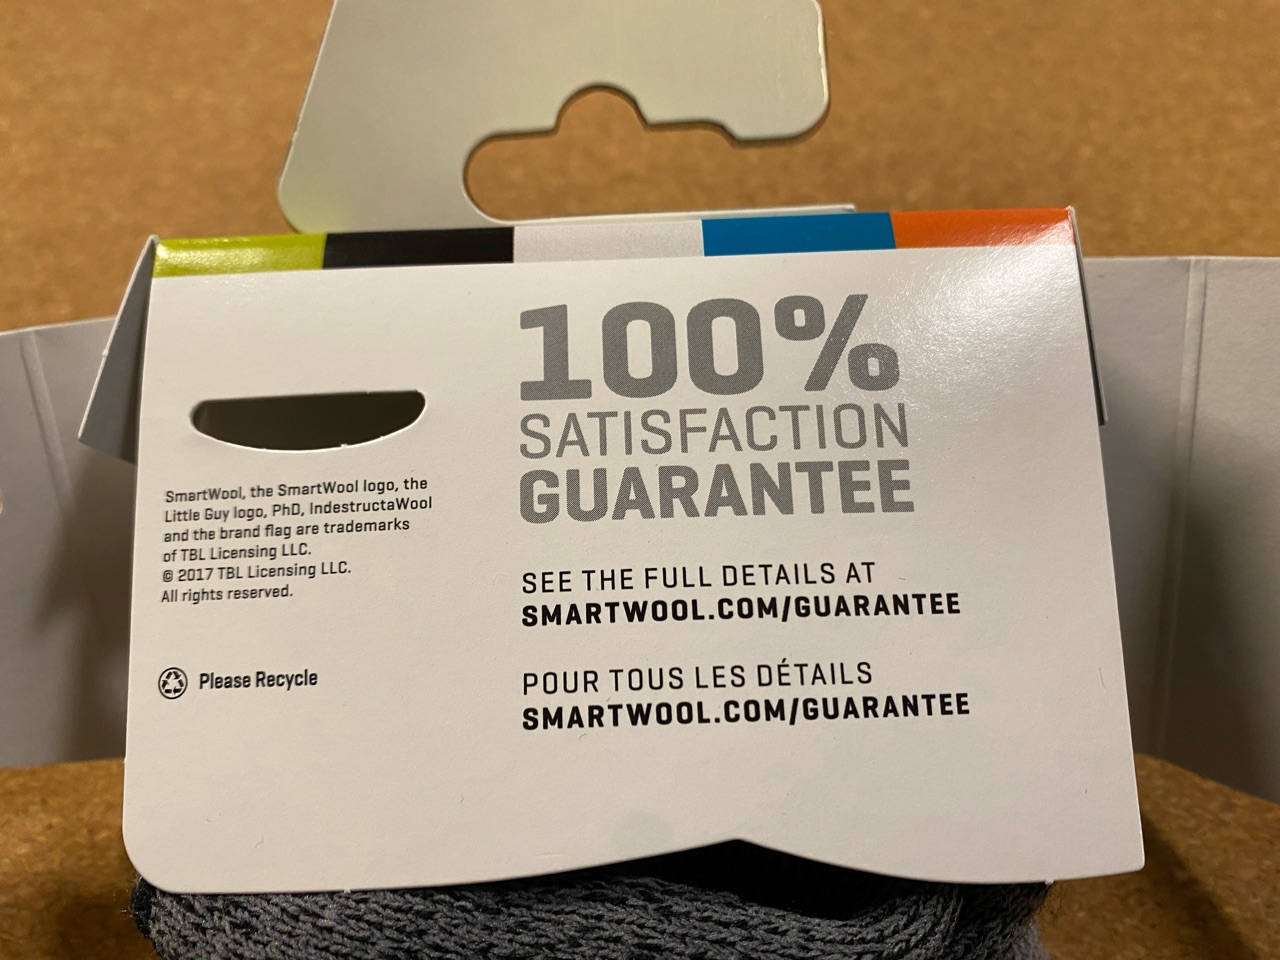 100%
SATISFACTION
GUARANTEE
SmartWool, the SmartWool logo, the
Little Guy logo, PhD, IndestructaWool
and the brand flag are trademarks
of TBL Licensing LLC.
© 2017 TBL Licensing LLC.
All rights reserved.
Please Recycle
SEE THE FULL DETAILS AT
SMARTWOOL.COM/GUARANTEE
POUR TOUS LES DÉTAILS
SMARTWOOL.COM/GUARANTEE